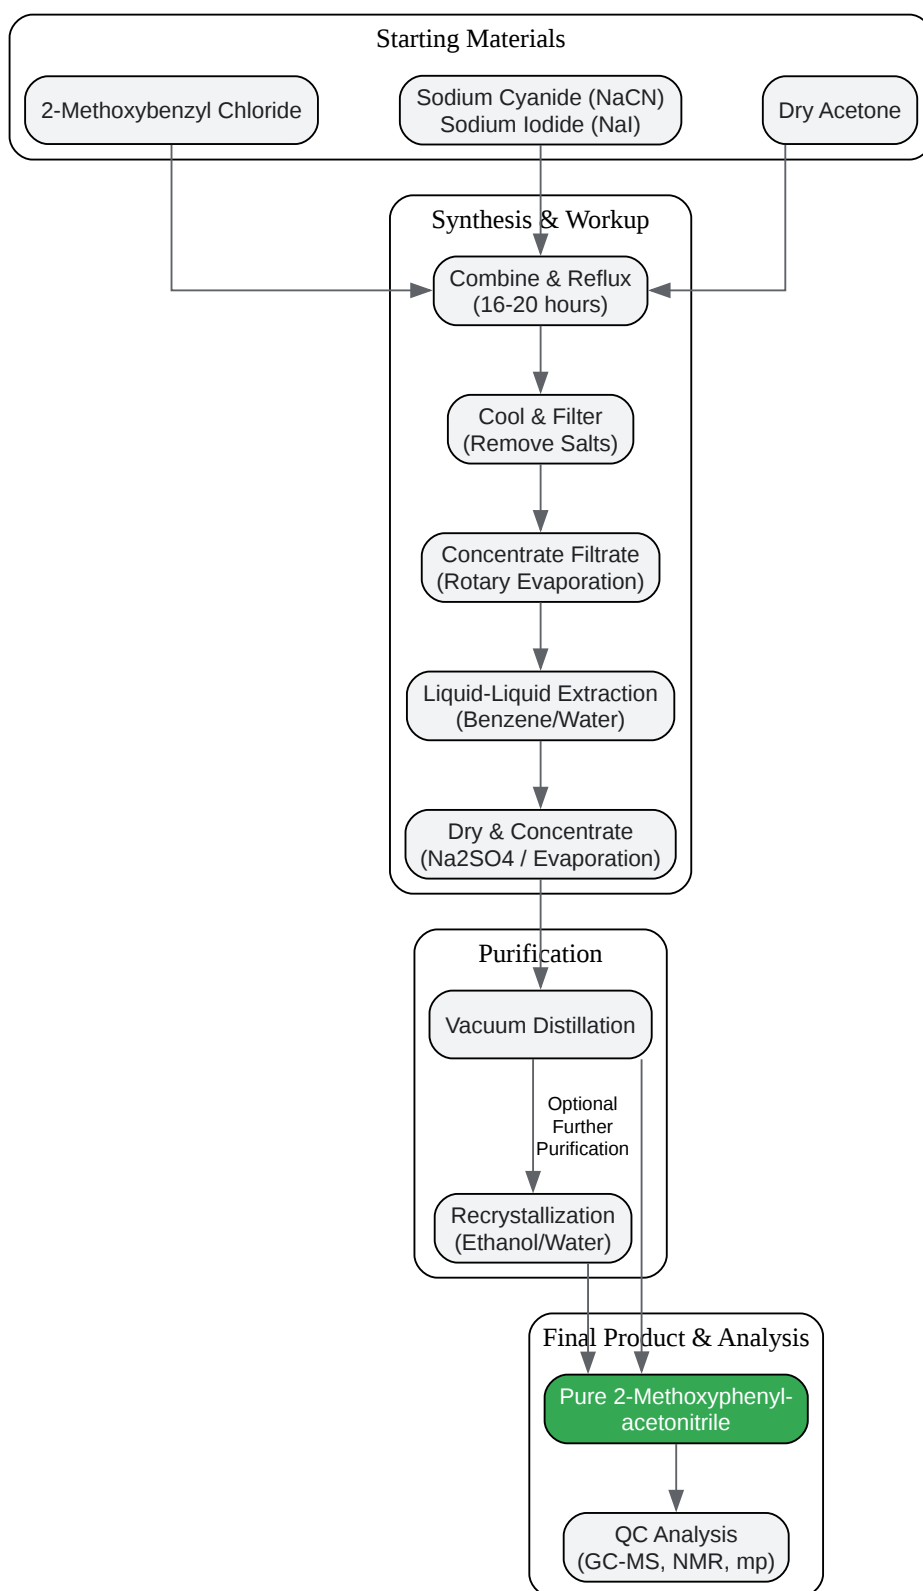 Starting Materials
2-Methoxybenzyl Chloride
Sodium Cyanide (NaCN)
Sodium Iodide (NaI)
Dry Acetone
Synthesis & Workup
Combine & Reflux
(16-20 hours)
Cool & Filter
(Remove Salts)
Concentrate Filtrate
(Rotary Evaporation)
Liquid-Liquid Extraction
(Benzene/Water)
Dry & Concentrate
(Na2SO4 / Evaporation)
Purification
Vacuum Distillation
Optional
Further
Purification
Recrystallization
(Ethanol/Water)
Final Product & Analysis
Pure 2-Methoxyphenyl-
acetonitrile
QC Analysis
(GC-MS, NMR, mp)